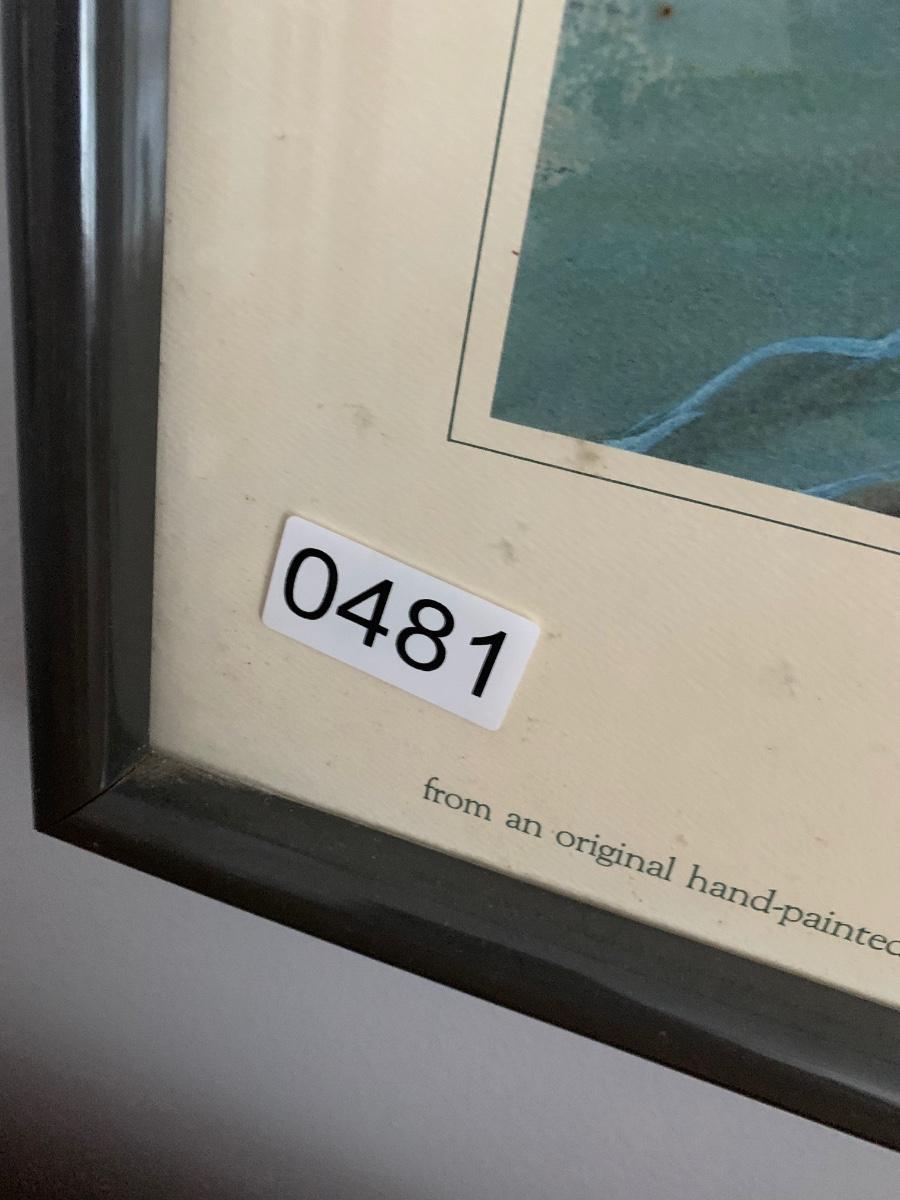 0481
from an original hand-painted